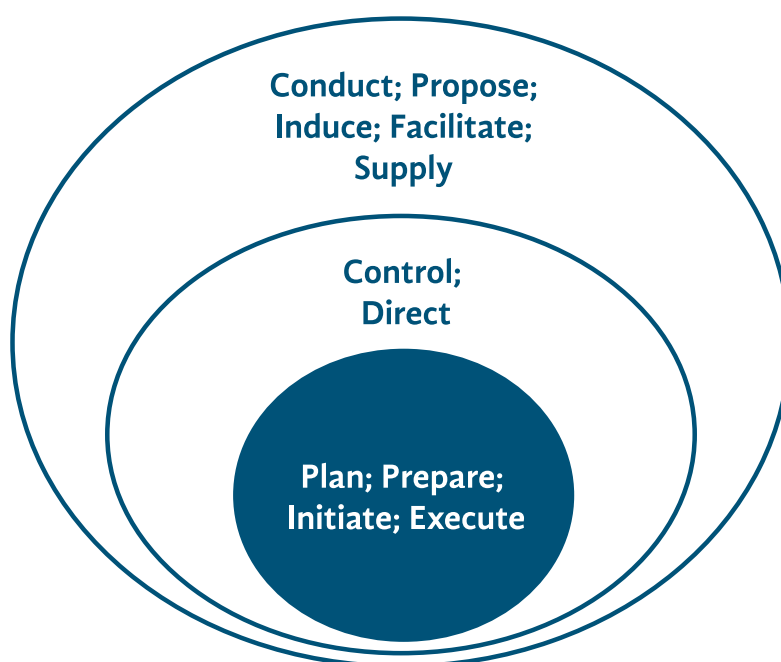 Conduct; Propose;
Induce; Facilitate;
Supply
Control;
Direct
Plan; Prepare;
Initiate; Execute